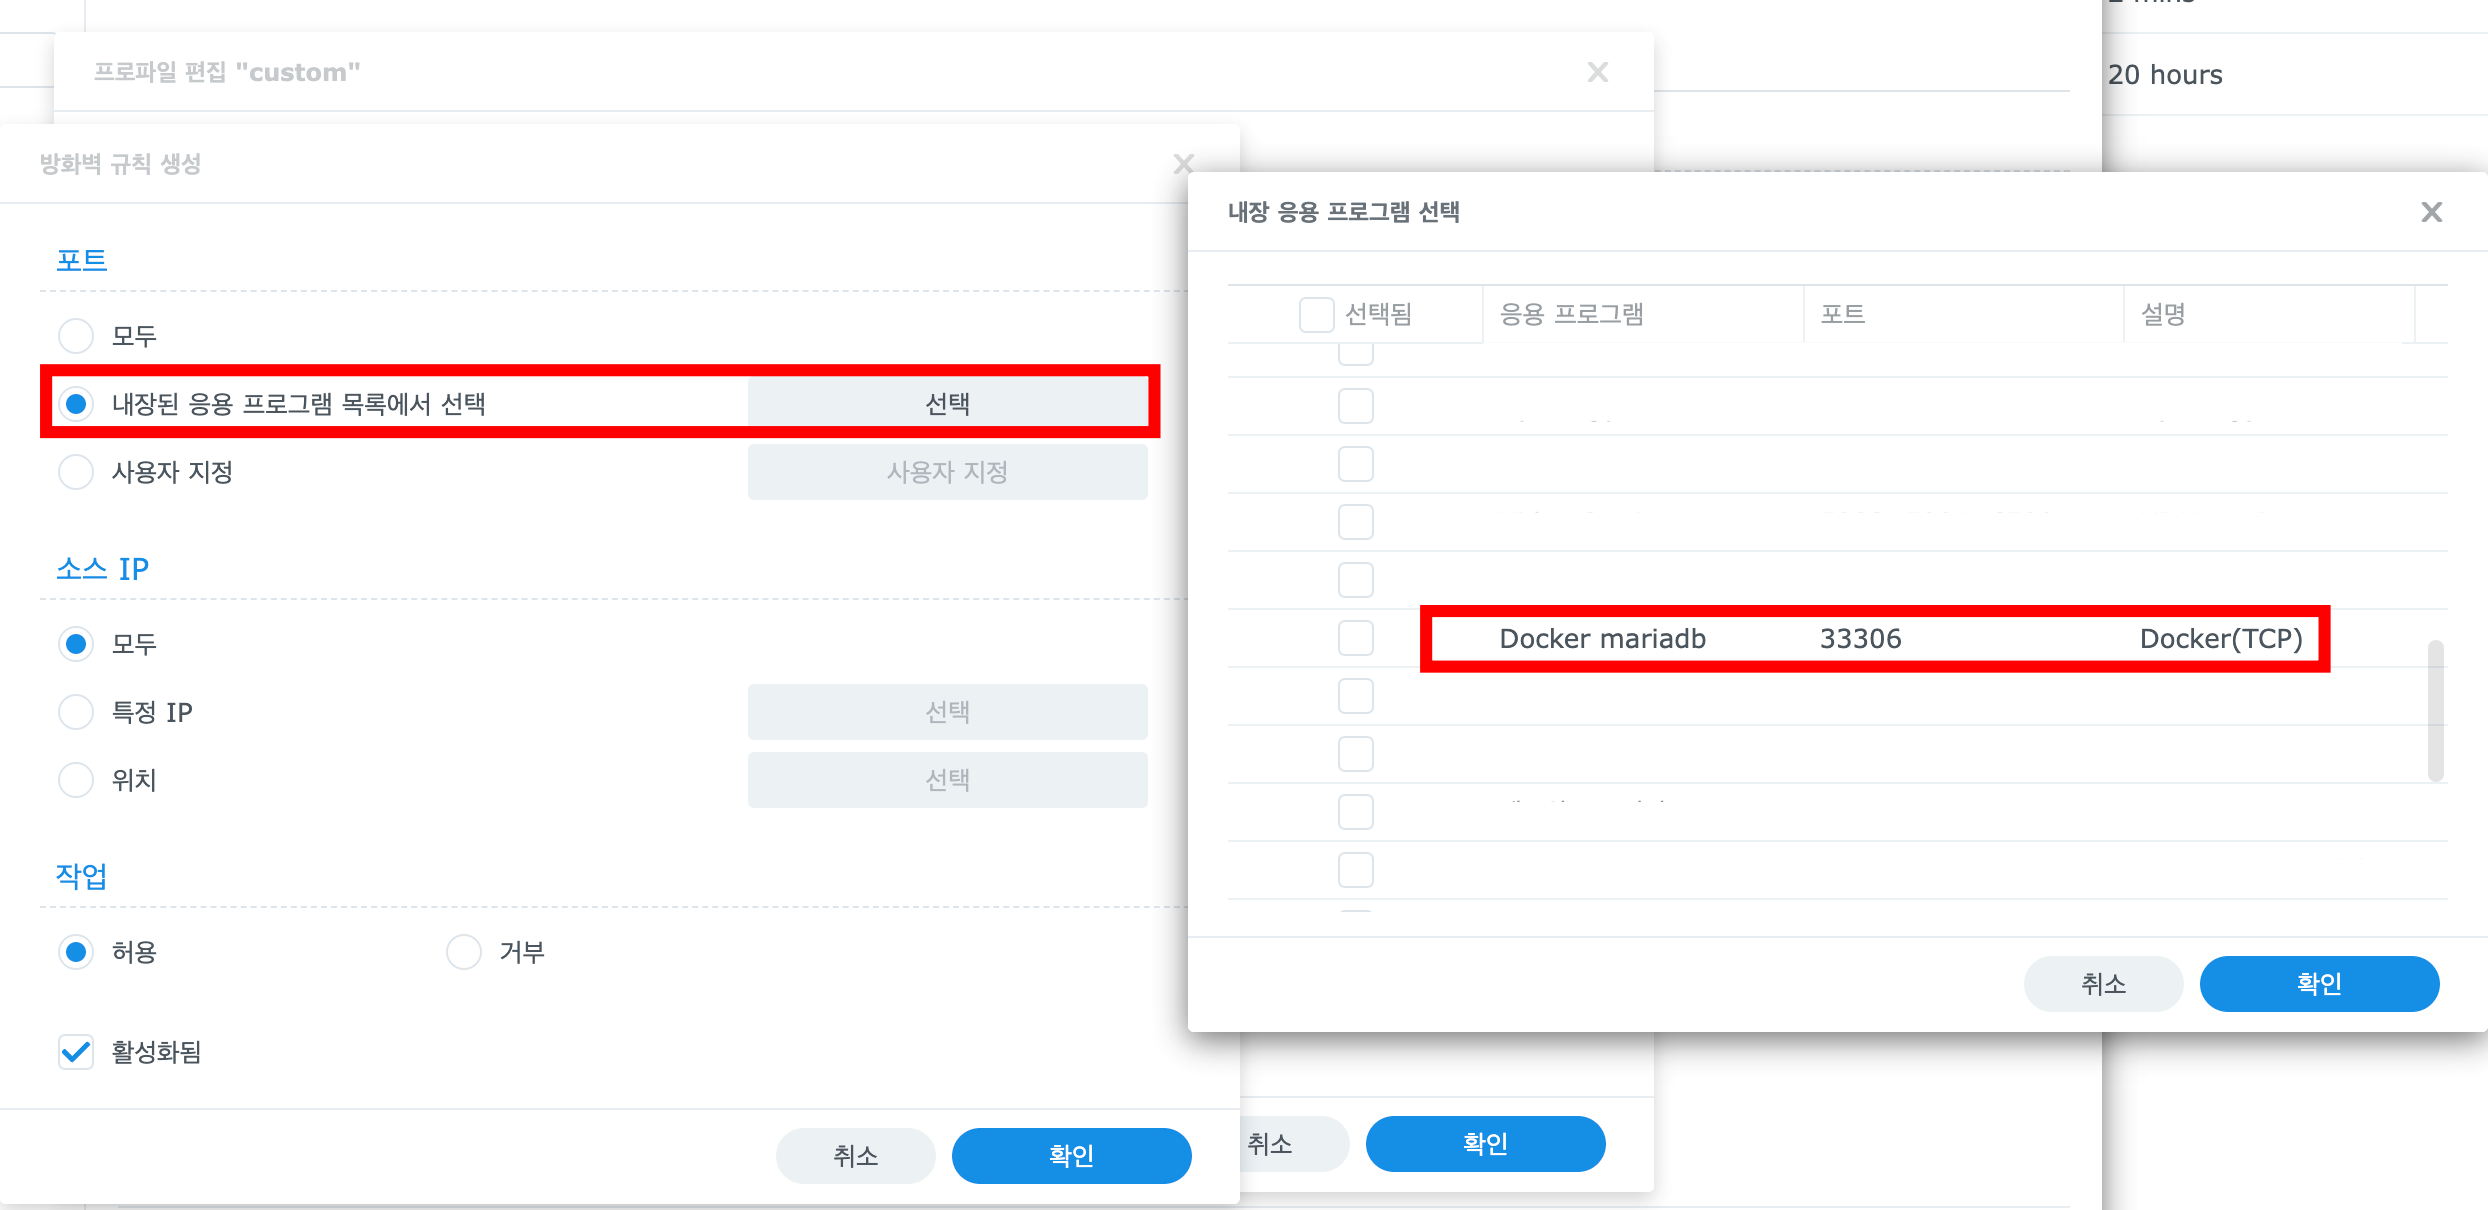 20 hours
프로파일 편집 "custom"
방화벽 규칙 생성
포트
모두
내장된 응용 프로그램 목록에서 선택 선택
사용자 지정 사용자 지정
소스 IP
모두
특정 IP 선택
위치 선택
작업
허용 거부
활성화됨
취소 확인
취소 확인
내장 응용 프로그램 선택
선택됨 응용 프로그램 포트 설명
Docker mariadb 33306 Docker(TCP)
취소 확인